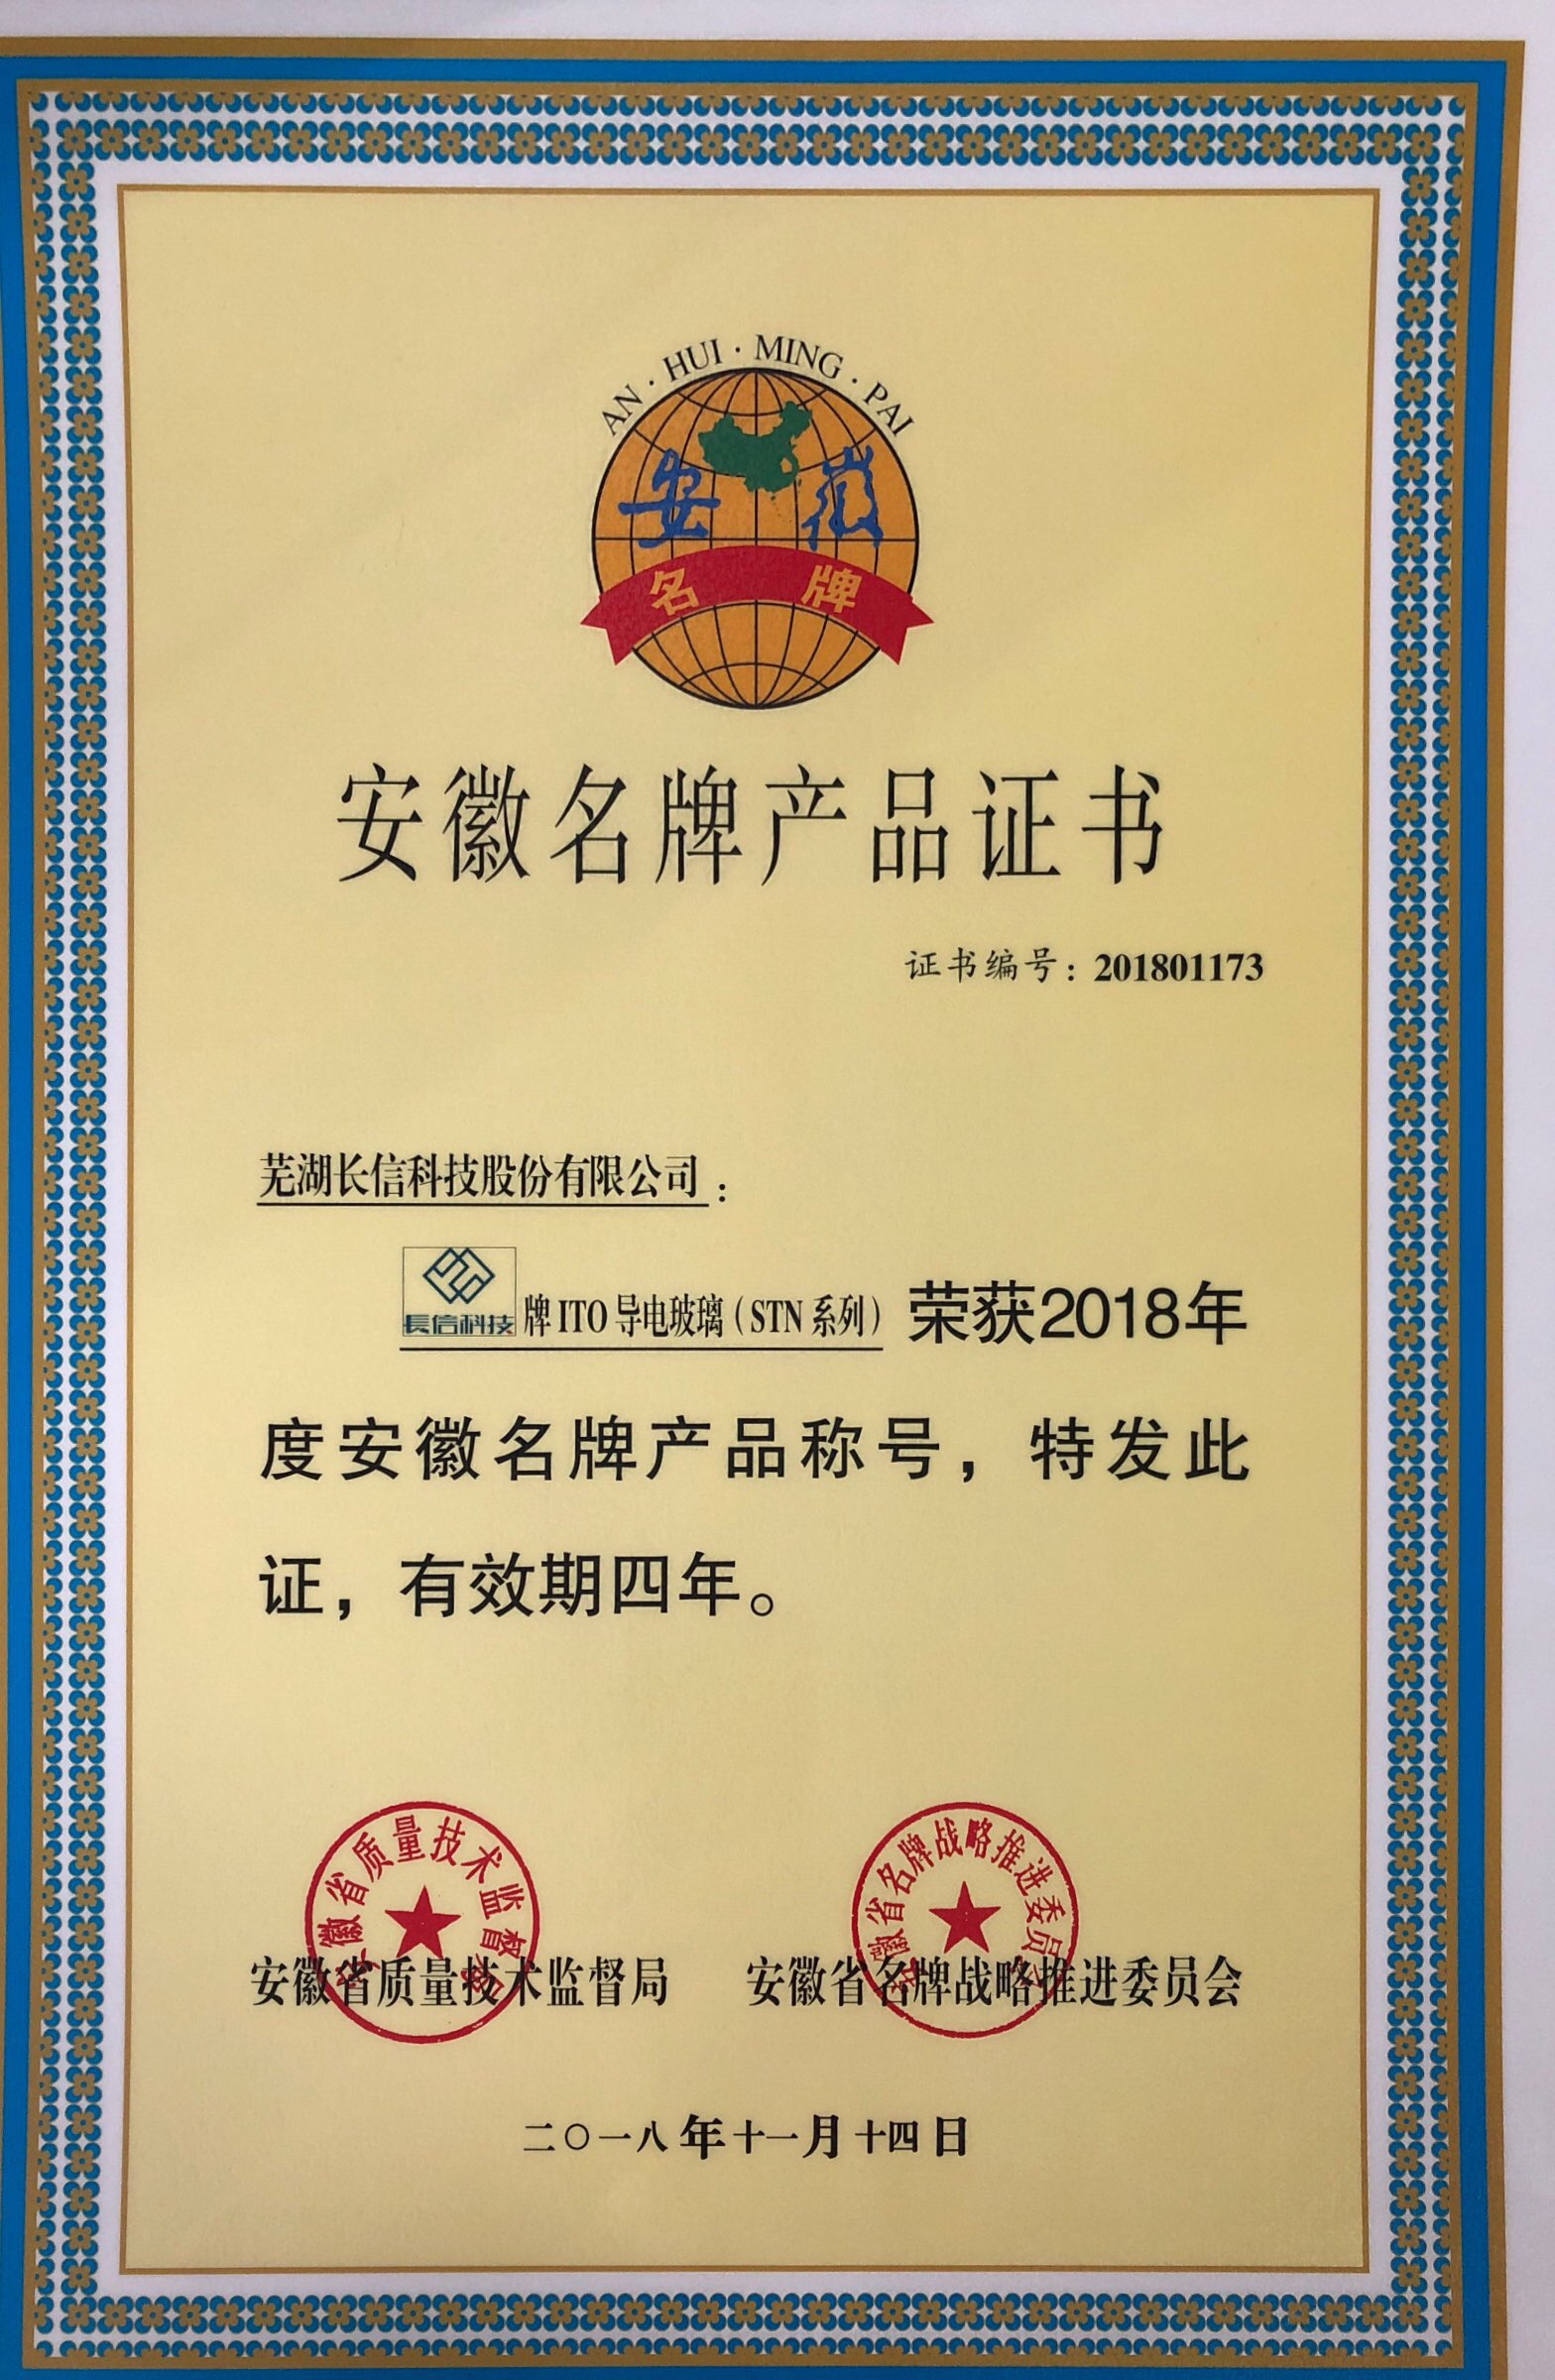 AN·HUI·MING·PAI
安徽
名牌
安徽名牌产品证书
证书编号：201801173
芜湖长信科技股份有限公司：
長信科技 牌ITO导电玻璃（STN系列）荣获2018年
度安徽名牌产品称号，特发此
证，有效期四年。
安徽省质量技术监督局
安徽省名牌战略推进委员会
安徽省质量技术监督局 安徽省名牌战略推进委员会
二〇一八年十一月十四日